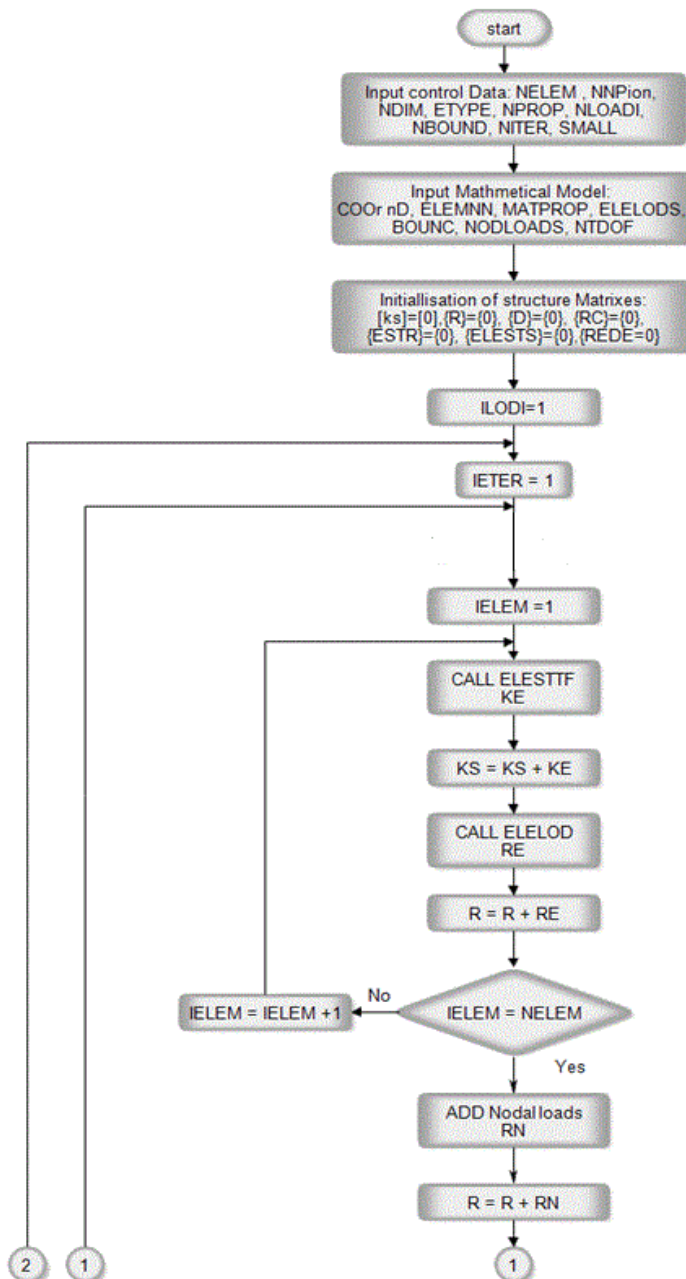 start
Input control Data: NELEM , NNPion,
NDIM, ETYPE, NPROP, NLOADI,
NBOUND, NITER, SMALL
Input Mathmetical Model:
COOr nD, ELEMNN, MATPROP, ELELODS,
BOUNC, NODLOADS, NTDOF
Initiallisation of structure Matrixes:
[ks]=[0],{R}={0}, {D}={0}, {RC}={0},
{ESTR}={0}, {ELESTS}={0},{REDE=0}
ILODI=1
IETER = 1
IELEM =1
CALL ELESTTF
KE
KS = KS + KE
CALL ELELOD
RE
R = R + RE
IELEM = NELEM
No
IELEM = IELEM +1
Yes
ADD Nodal loads
RN
R = R + RN
2
1
1